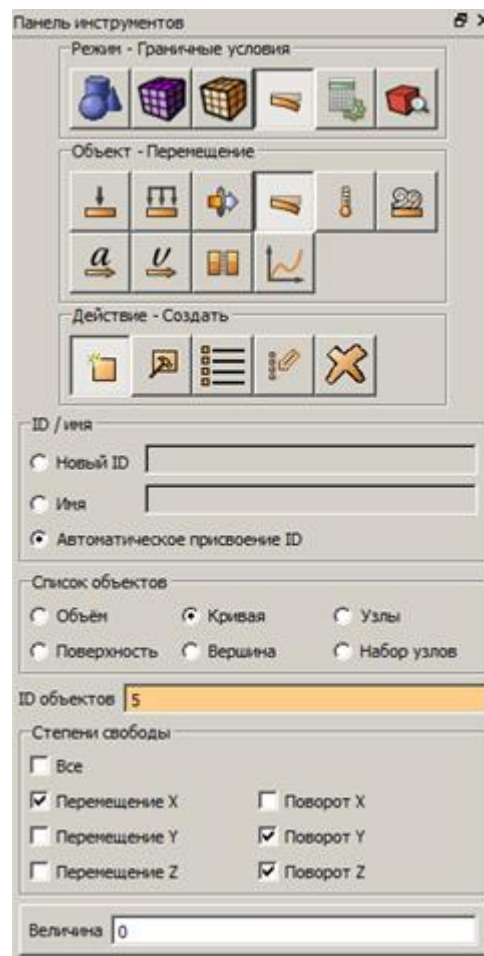 Панель инструментов
Режим - Граничные условия
Объект - Перемещение
a
v
Действие - Создать
ID / имя
Новый ID
Имя
Автоматическое присвоение ID
Список объектов
Объём Кривая Узлы
Поверхность Вершина Набор узлов
ID объектов 5
Степени свободы
Все
Перемещение X Поворот X
Перемещение Y Поворот Y
Перемещение Z Поворот Z
Величина 0